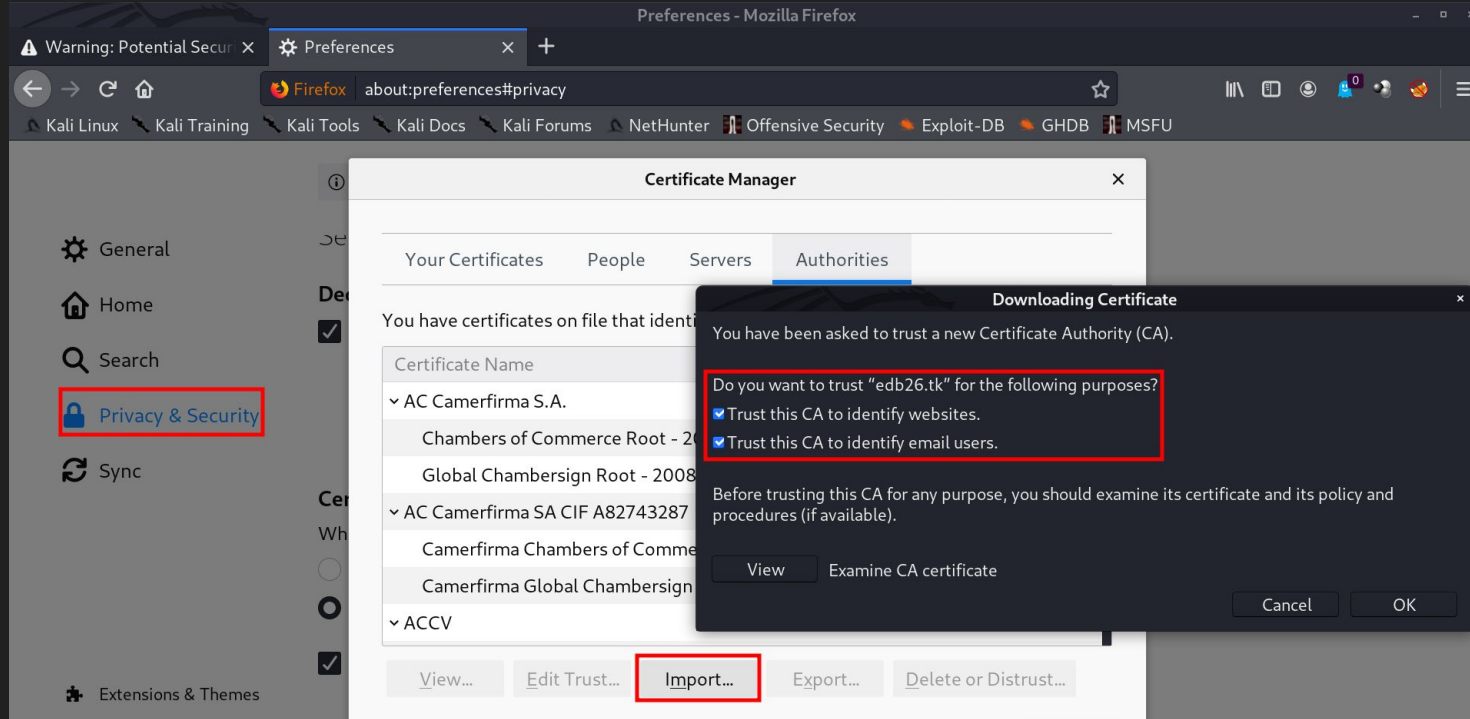 Preferences - Mozilla Firefox
Warning: Potential Secur
Preferences
Firefox about:preferences#privacy
0
Kali Linux Kali Training Kali Tools Kali Docs Kali Forums NetHunter Offensive Security Exploit-DB GHDB MSFU
General
Home
Search
Privacy & Security
Sync
Extensions & Themes
Certificate Manager
Your Certificates People Servers Authorities
You have certificates on file that identi
Certificate Name
AC Camerfirma S.A.
Chambers of Commerce Root - 20
Global Chambersign Root - 2008
AC Camerfirma SA CIF A82743287
Camerfirma Chambers of Comme
Camerfirma Global Chambersign
ACCV
View... Edit Trust... Import... Export... Delete or Distrust...
Downloading Certificate
You have been asked to trust a new Certificate Authority (CA).
Do you want to trust “edb26.tk” for the following purposes?
Trust this CA to identify websites.
Trust this CA to identify email users.
Before trusting this CA for any purpose, you should examine its certificate and its policy and
procedures (if available).
View Examine CA certificate
Cancel OK